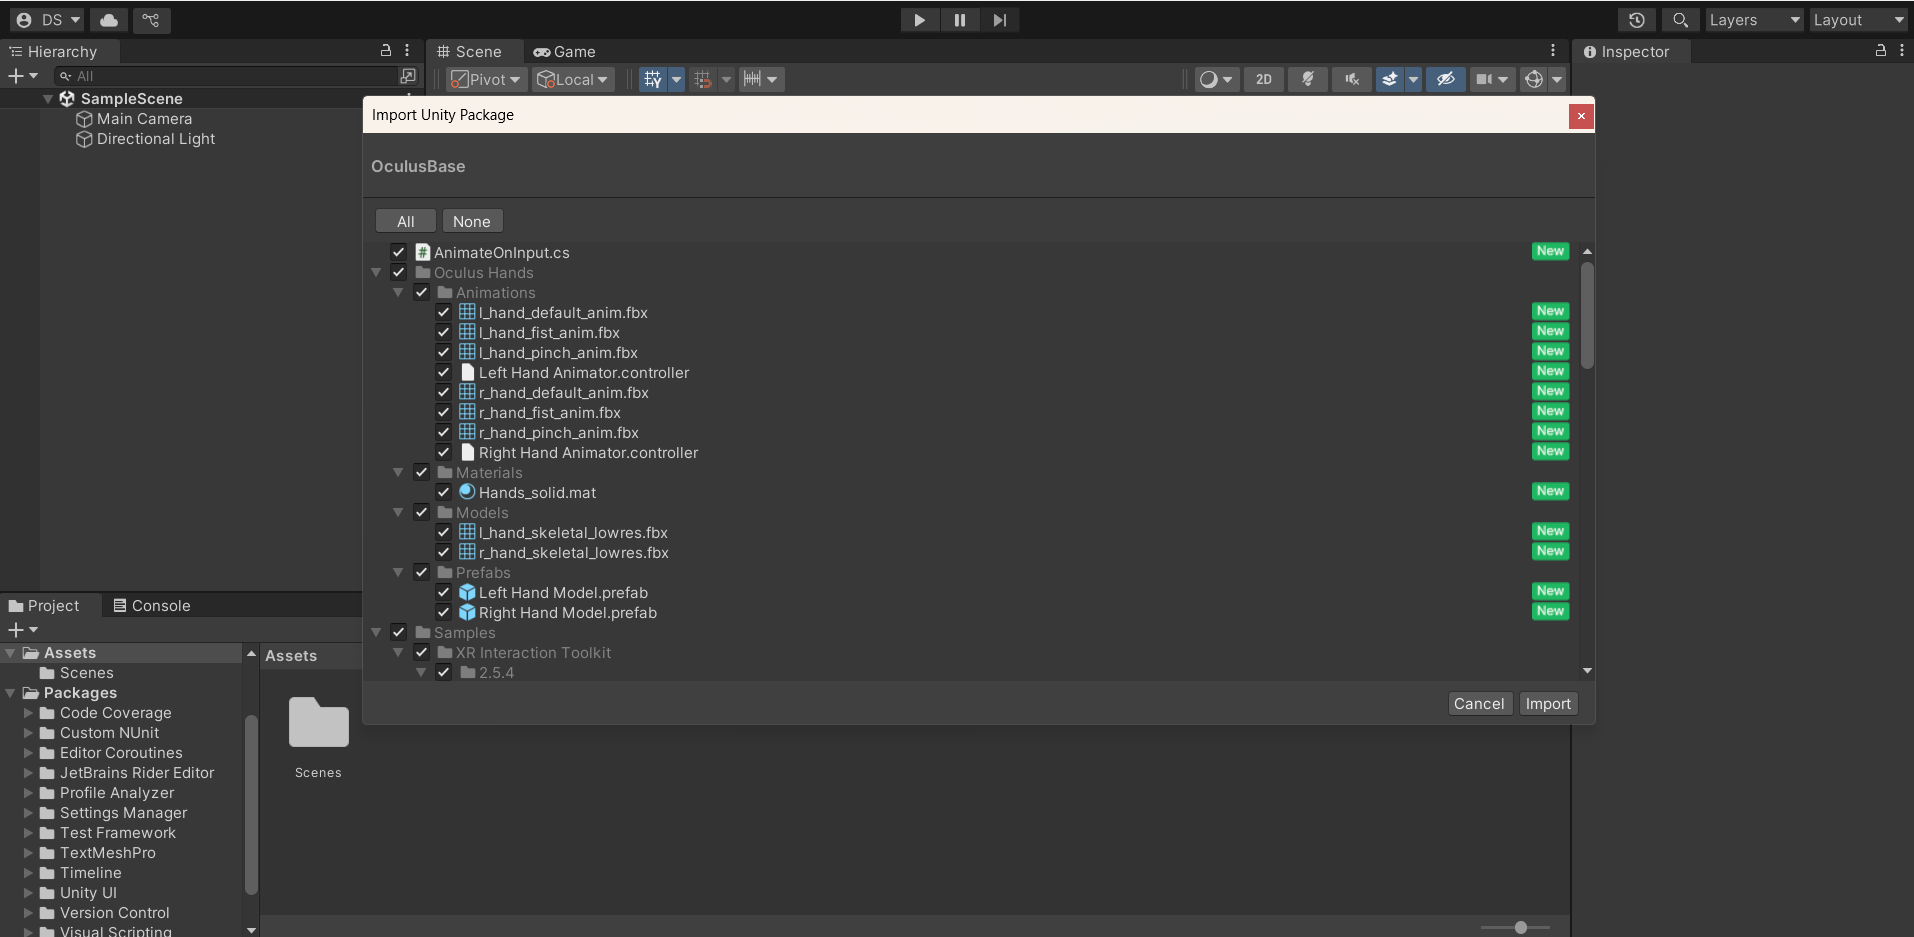 DS
Layers
Layout
Hierarchy
Scene
Game
Inspector
All
Pivot
Local
2D
SampleScene
Main Camera
Directional Light
Import Unity Package
OculusBase
All
None
AnimateOnInput.cs
New
Oculus Hands
Animations
l_hand_default_anim.fbx
New
l_hand_fist_anim.fbx
New
l_hand_pinch_anim.fbx
New
Left Hand Animator.controller
New
r_hand_default_anim.fbx
New
r_hand_fist_anim.fbx
New
r_hand_pinch_anim.fbx
New
Right Hand Animator.controller
New
Materials
Hands_solid.mat
New
Models
l_hand_skeletal_lowres.fbx
New
r_hand_skeletal_lowres.fbx
New
Prefabs
Left Hand Model.prefab
New
Right Hand Model.prefab
New
Samples
XR Interaction Toolkit
2.5.4
Cancel
Import
Project
Console
Assets
Scenes
Packages
Code Coverage
Custom NUnit
Editor Coroutines
JetBrains Rider Editor
Profile Analyzer
Settings Manager
Test Framework
TextMeshPro
Timeline
Unity UI
Version Control
Visual Scripting
Assets
Scenes